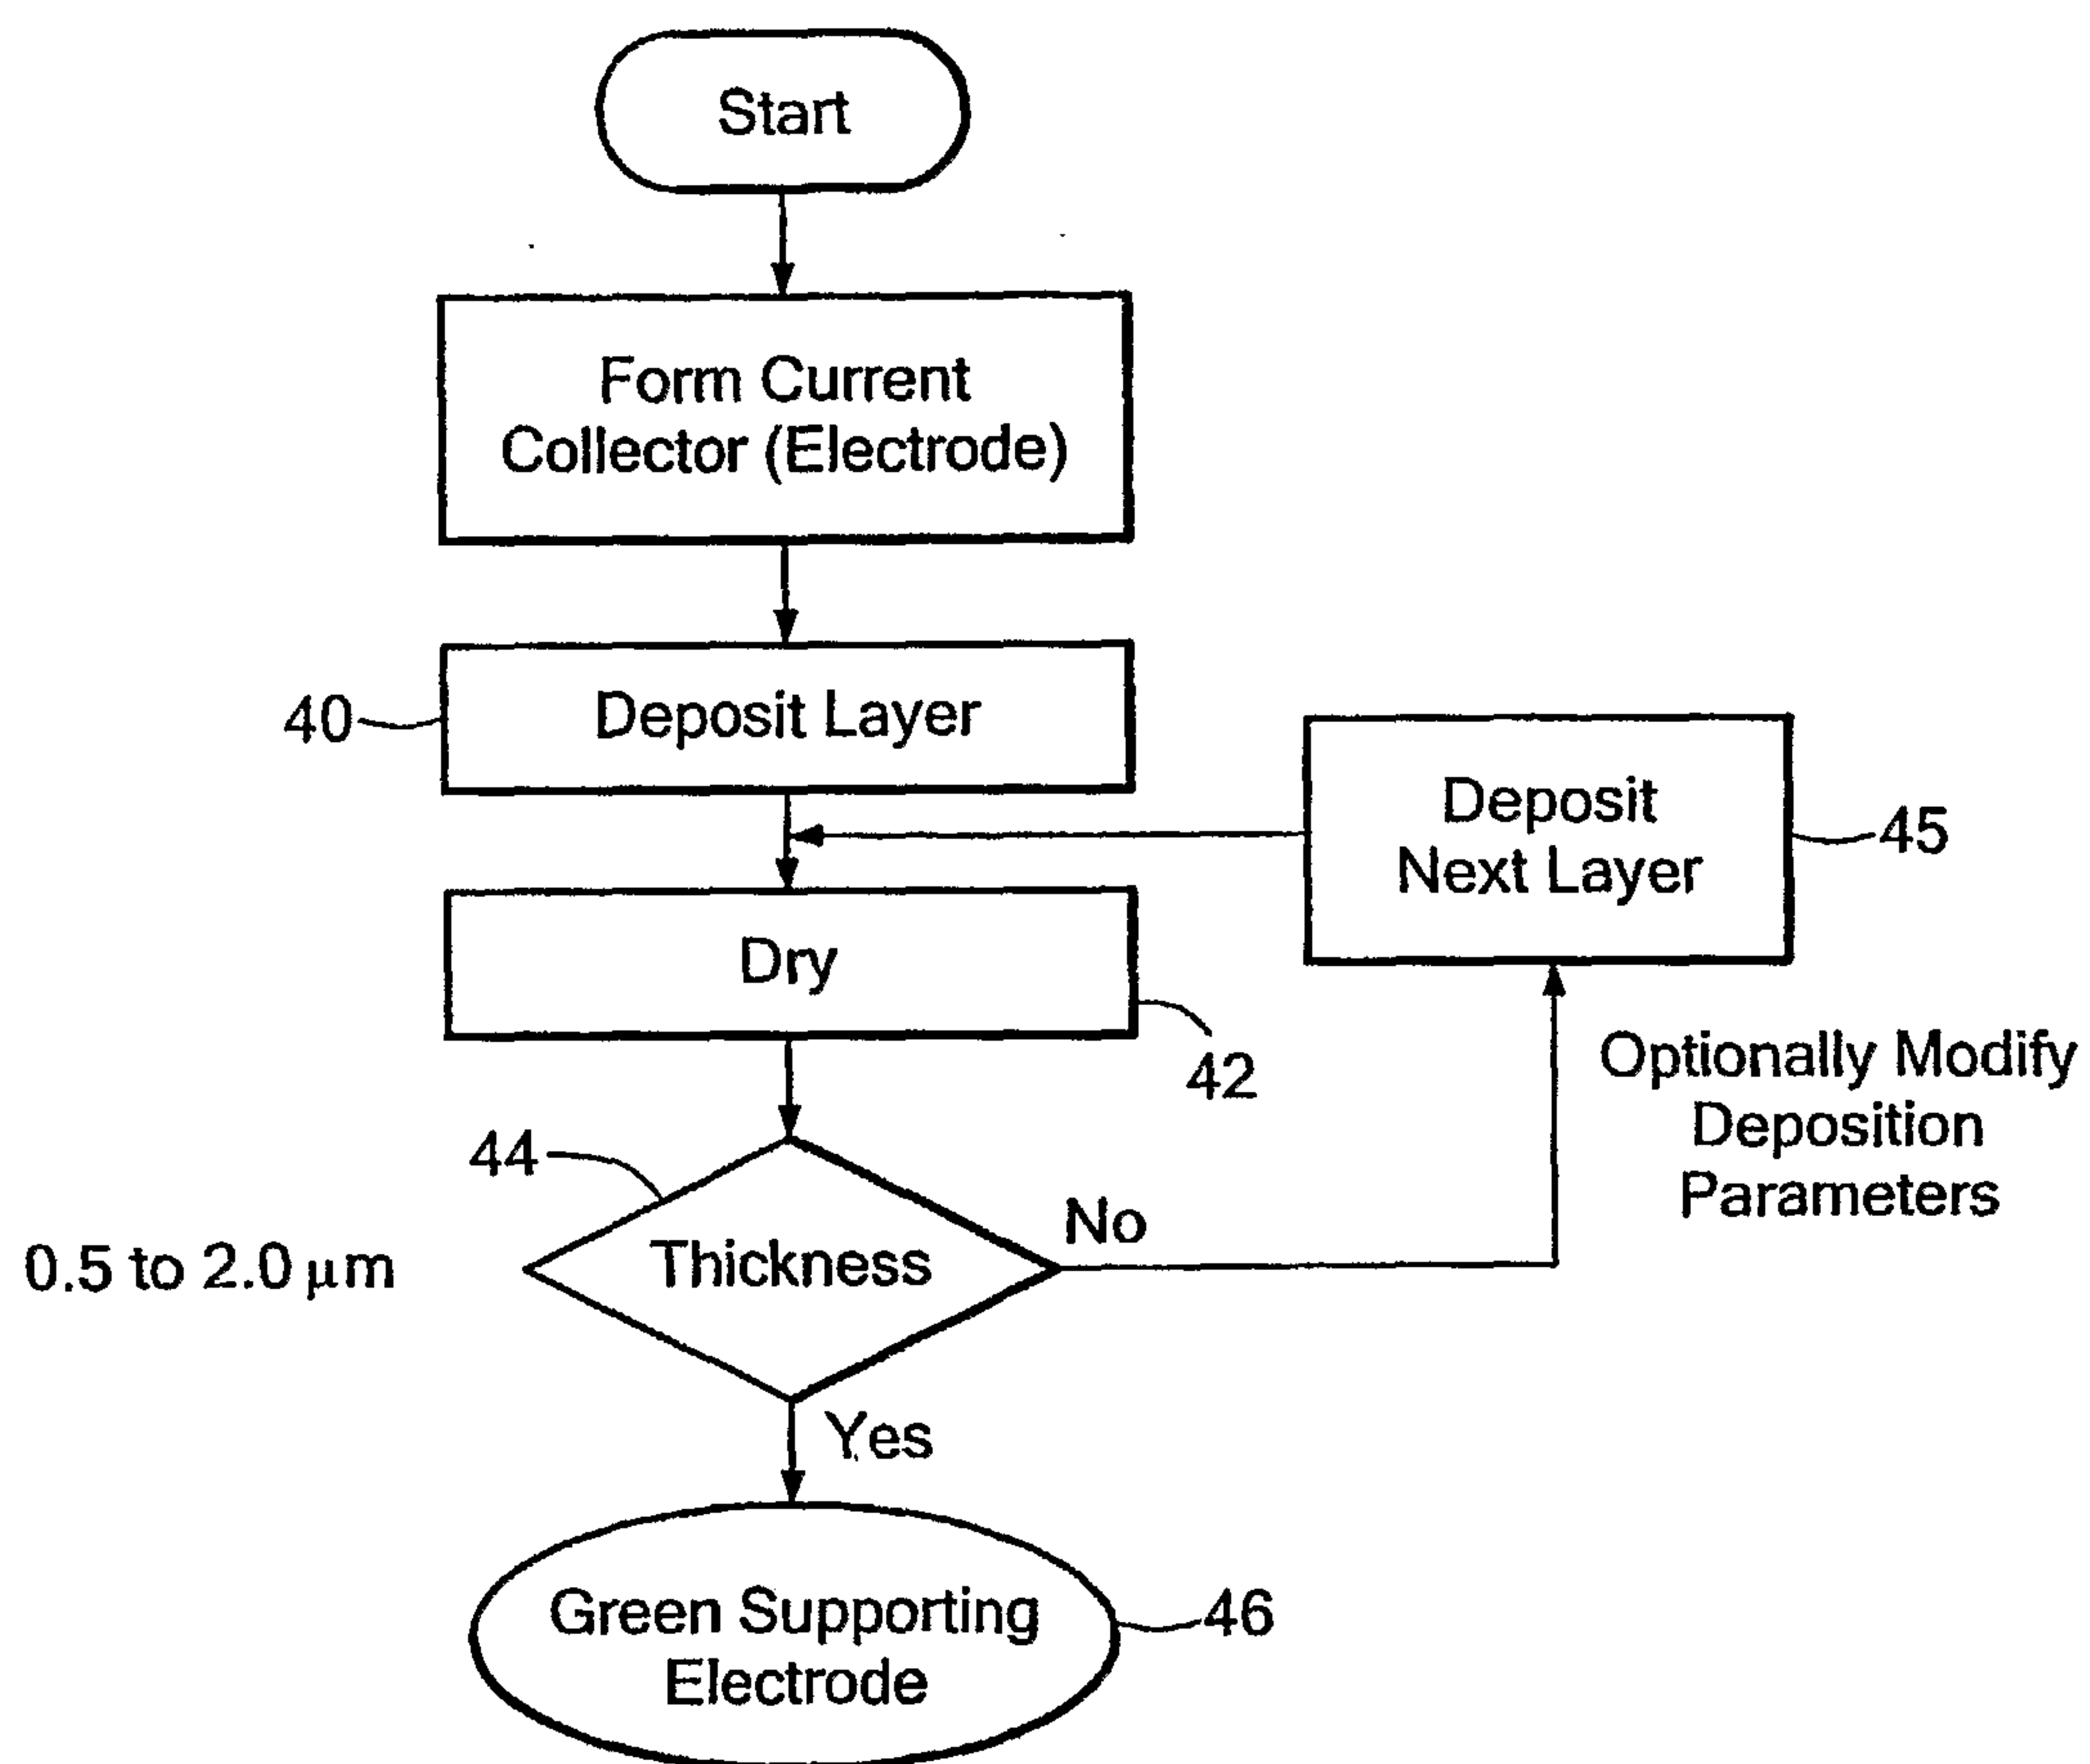 Start
Form Current
Collector (Electrode)
40
Deposit Layer
Deposit
Next Layer
45
Dry
42
Optionally Modify
Deposition
Parameters
44
No
0.5 to 2.0 μm
Thickness
Yes
Green Supporting
Electrode
46